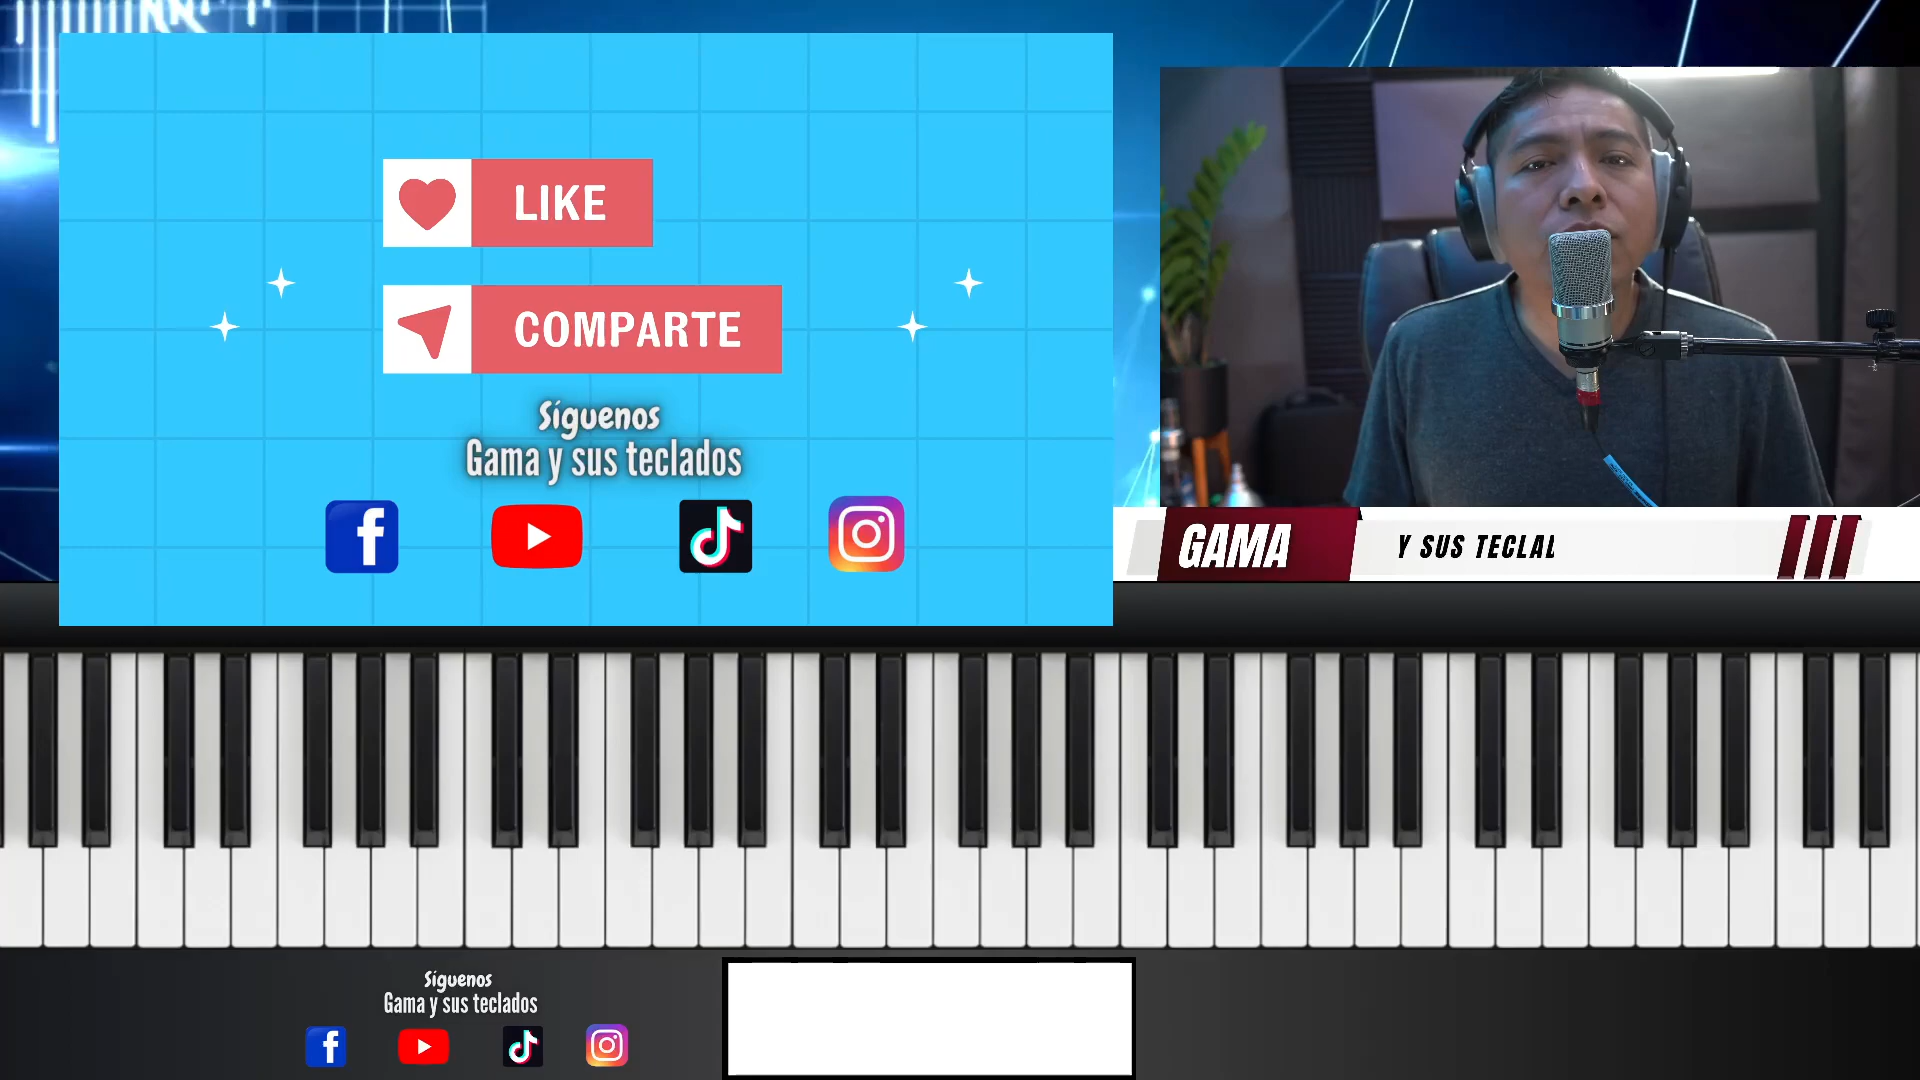 LIKE
COMPARTE
Síguenos
Gama y sus teclados
GAMA
Y SUS TECLAL
Síguenos
Gama y sus teclados